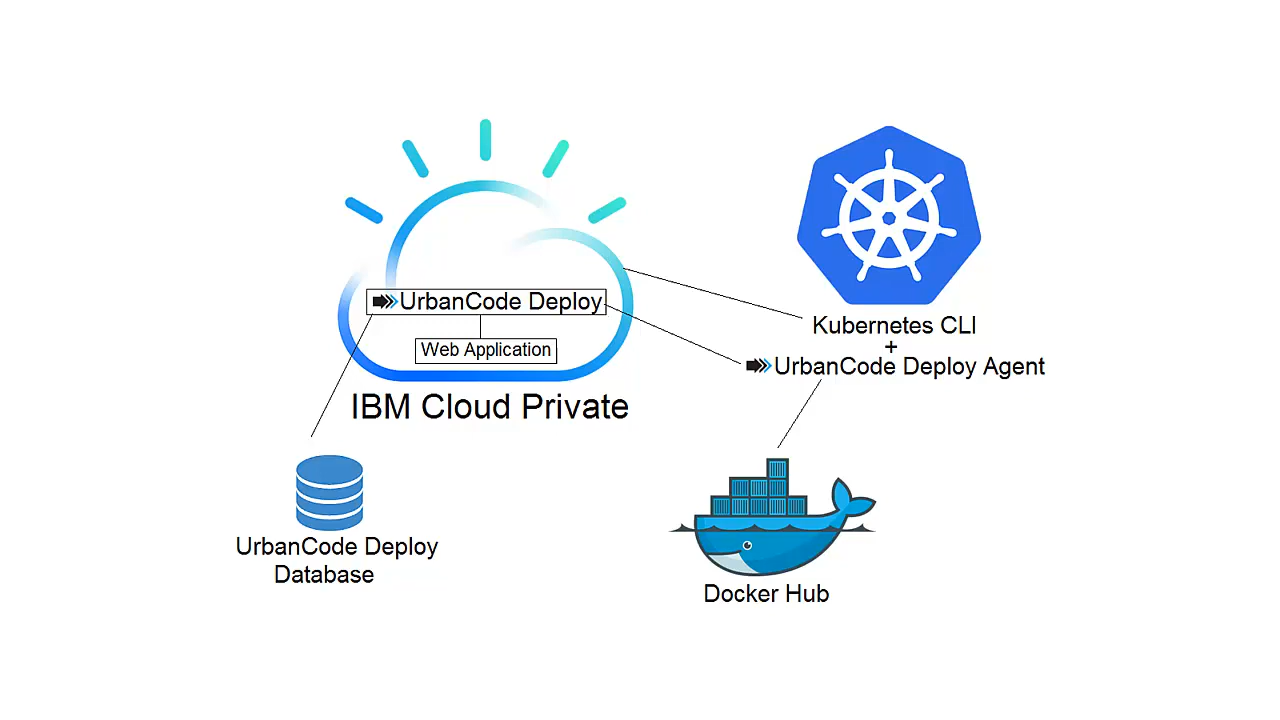 UrbanCode Deploy
Web Application
IBM Cloud Private
Kubernetes CLI
+
UrbanCode Deploy Agent
UrbanCode Deploy
Database
Docker Hub